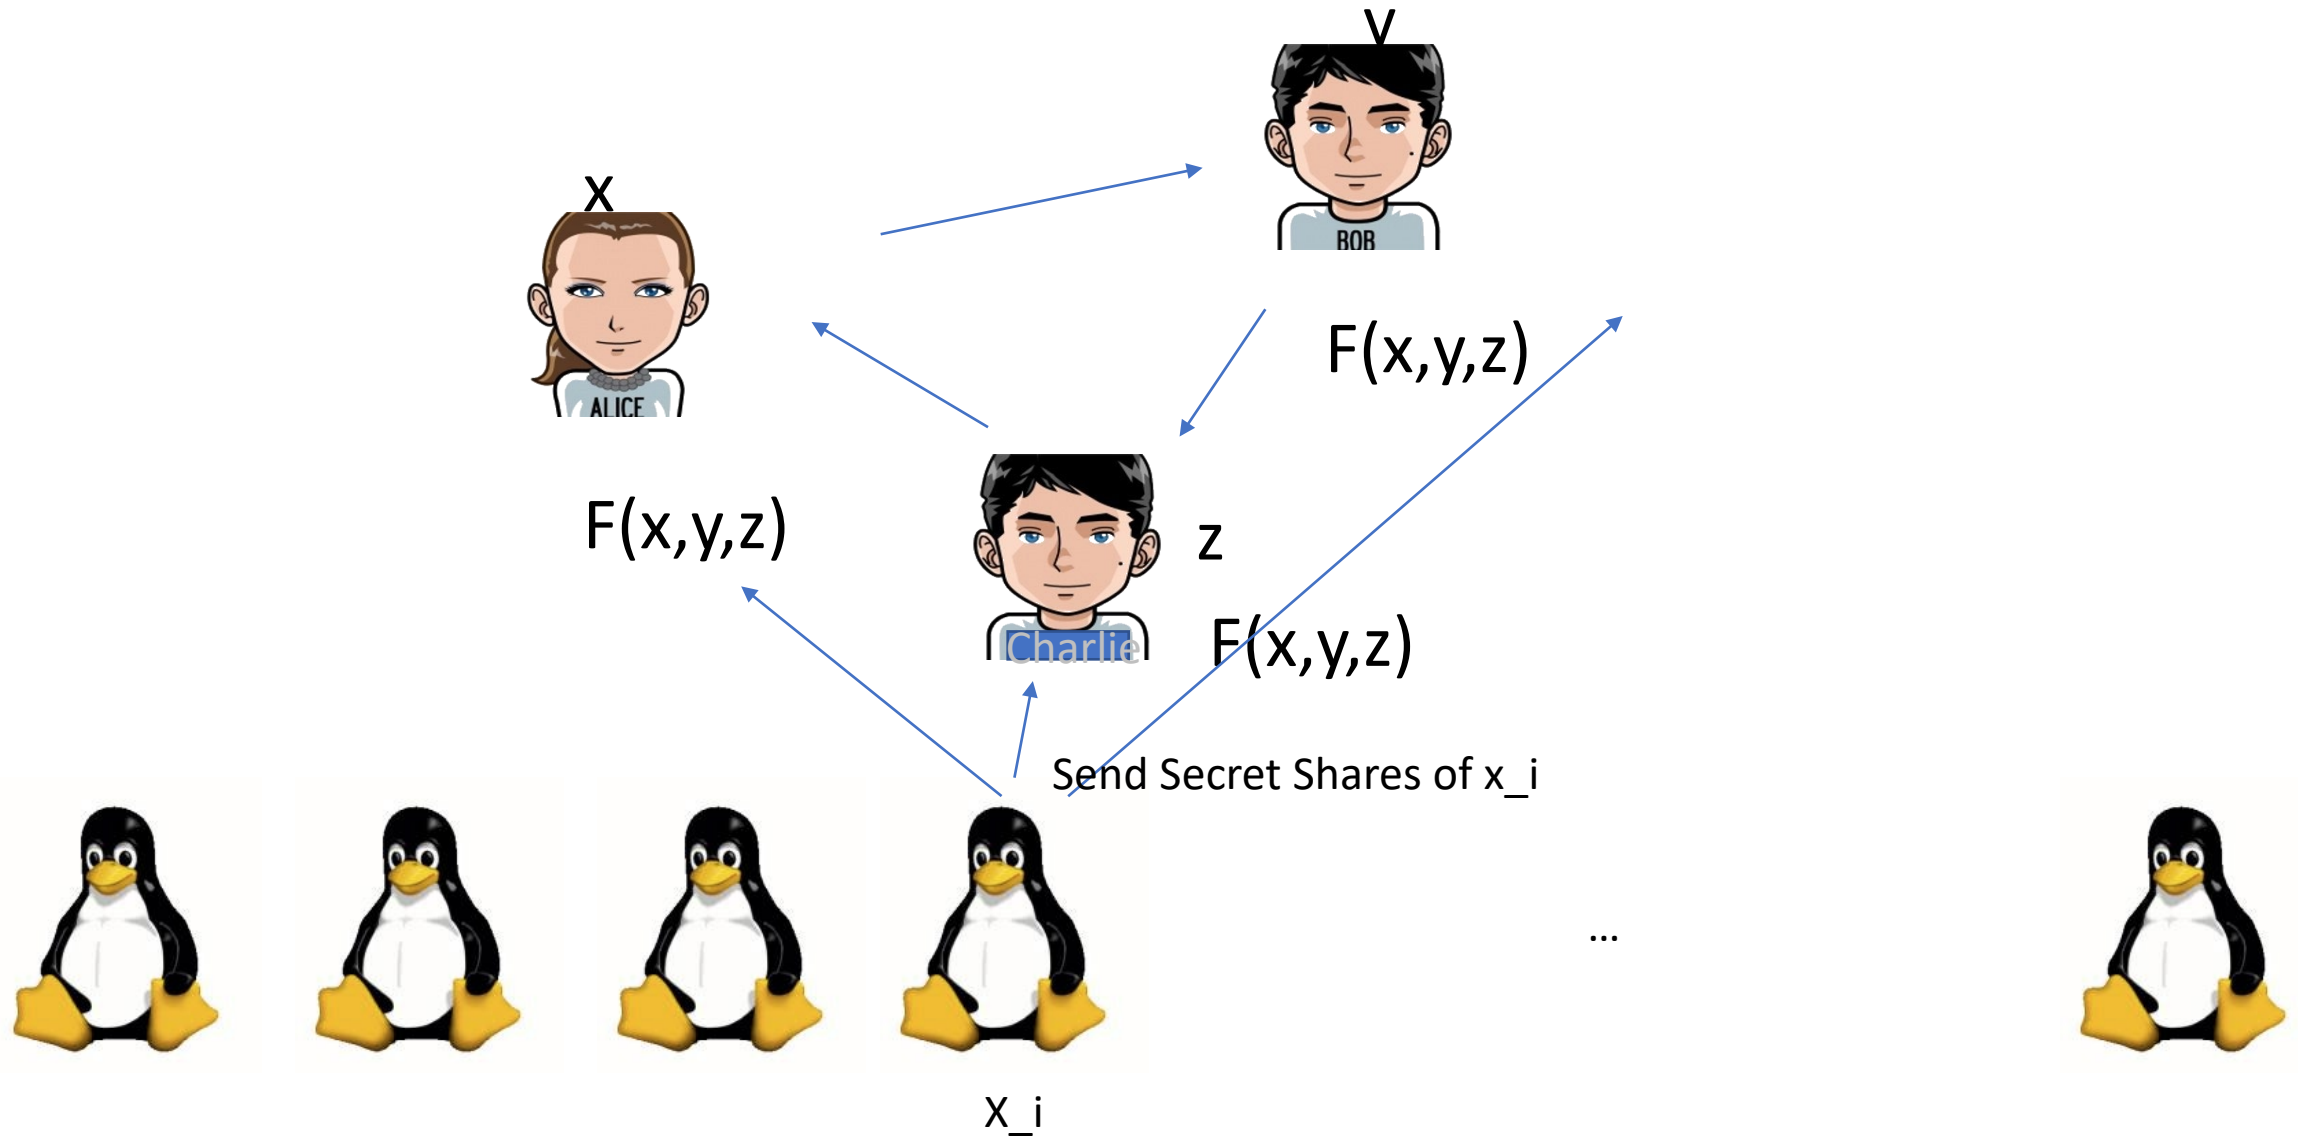 y
x
BOB
F(x,y,z)
ALICE
F(x,y,z)
z
Charlie
F(x,y,z)
Send Secret Shares of x_i
...
X_i